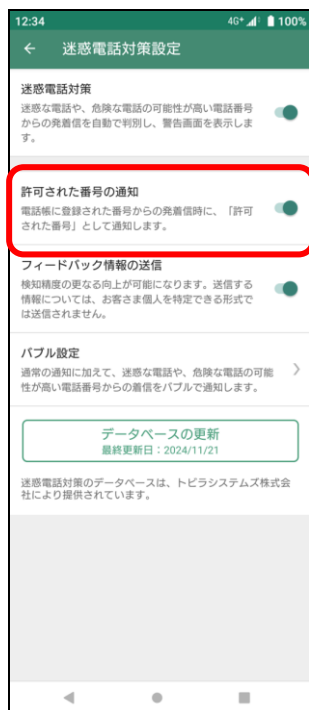 12:34 4G+ 100%
← 迷惑電話対策設定
迷惑電話対策
迷惑な電話や、危険な電話の可能性が高い電話番号
からの発着信を自動で判別し、警告画面を表示しま
す。
許可された番号の通知
電話帳に登録された番号からの発着信時に、「許可
された番号」として通知します。
フィードバック情報の送信
検知精度の更なる向上が可能になります。送信する
情報については、お客さま個人を特定できる形式で
は送信されません。
バブル設定
通常の通知に加えて、迷惑な電話や、危険な電話の可能
性が高い電話番号からの着信をバブルで通知します。
データベースの更新
最終更新日：2024/11/21
迷惑電話対策のデータベースは、トビラシステムズ株式会
社により提供されています。